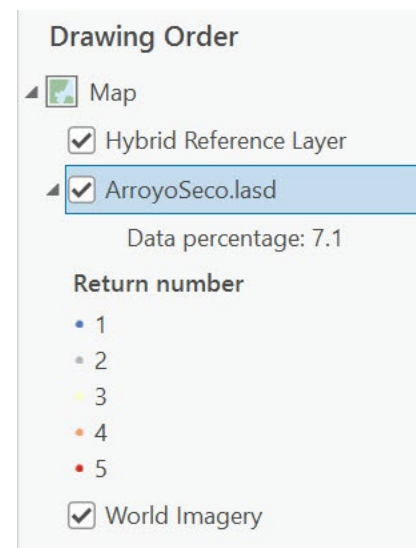 Drawing Order
Map
Hybrid Reference Layer
ArroyoSeco.lasd
Data percentage: 7.1
Return number
1
2
3
4
5
World Imagery